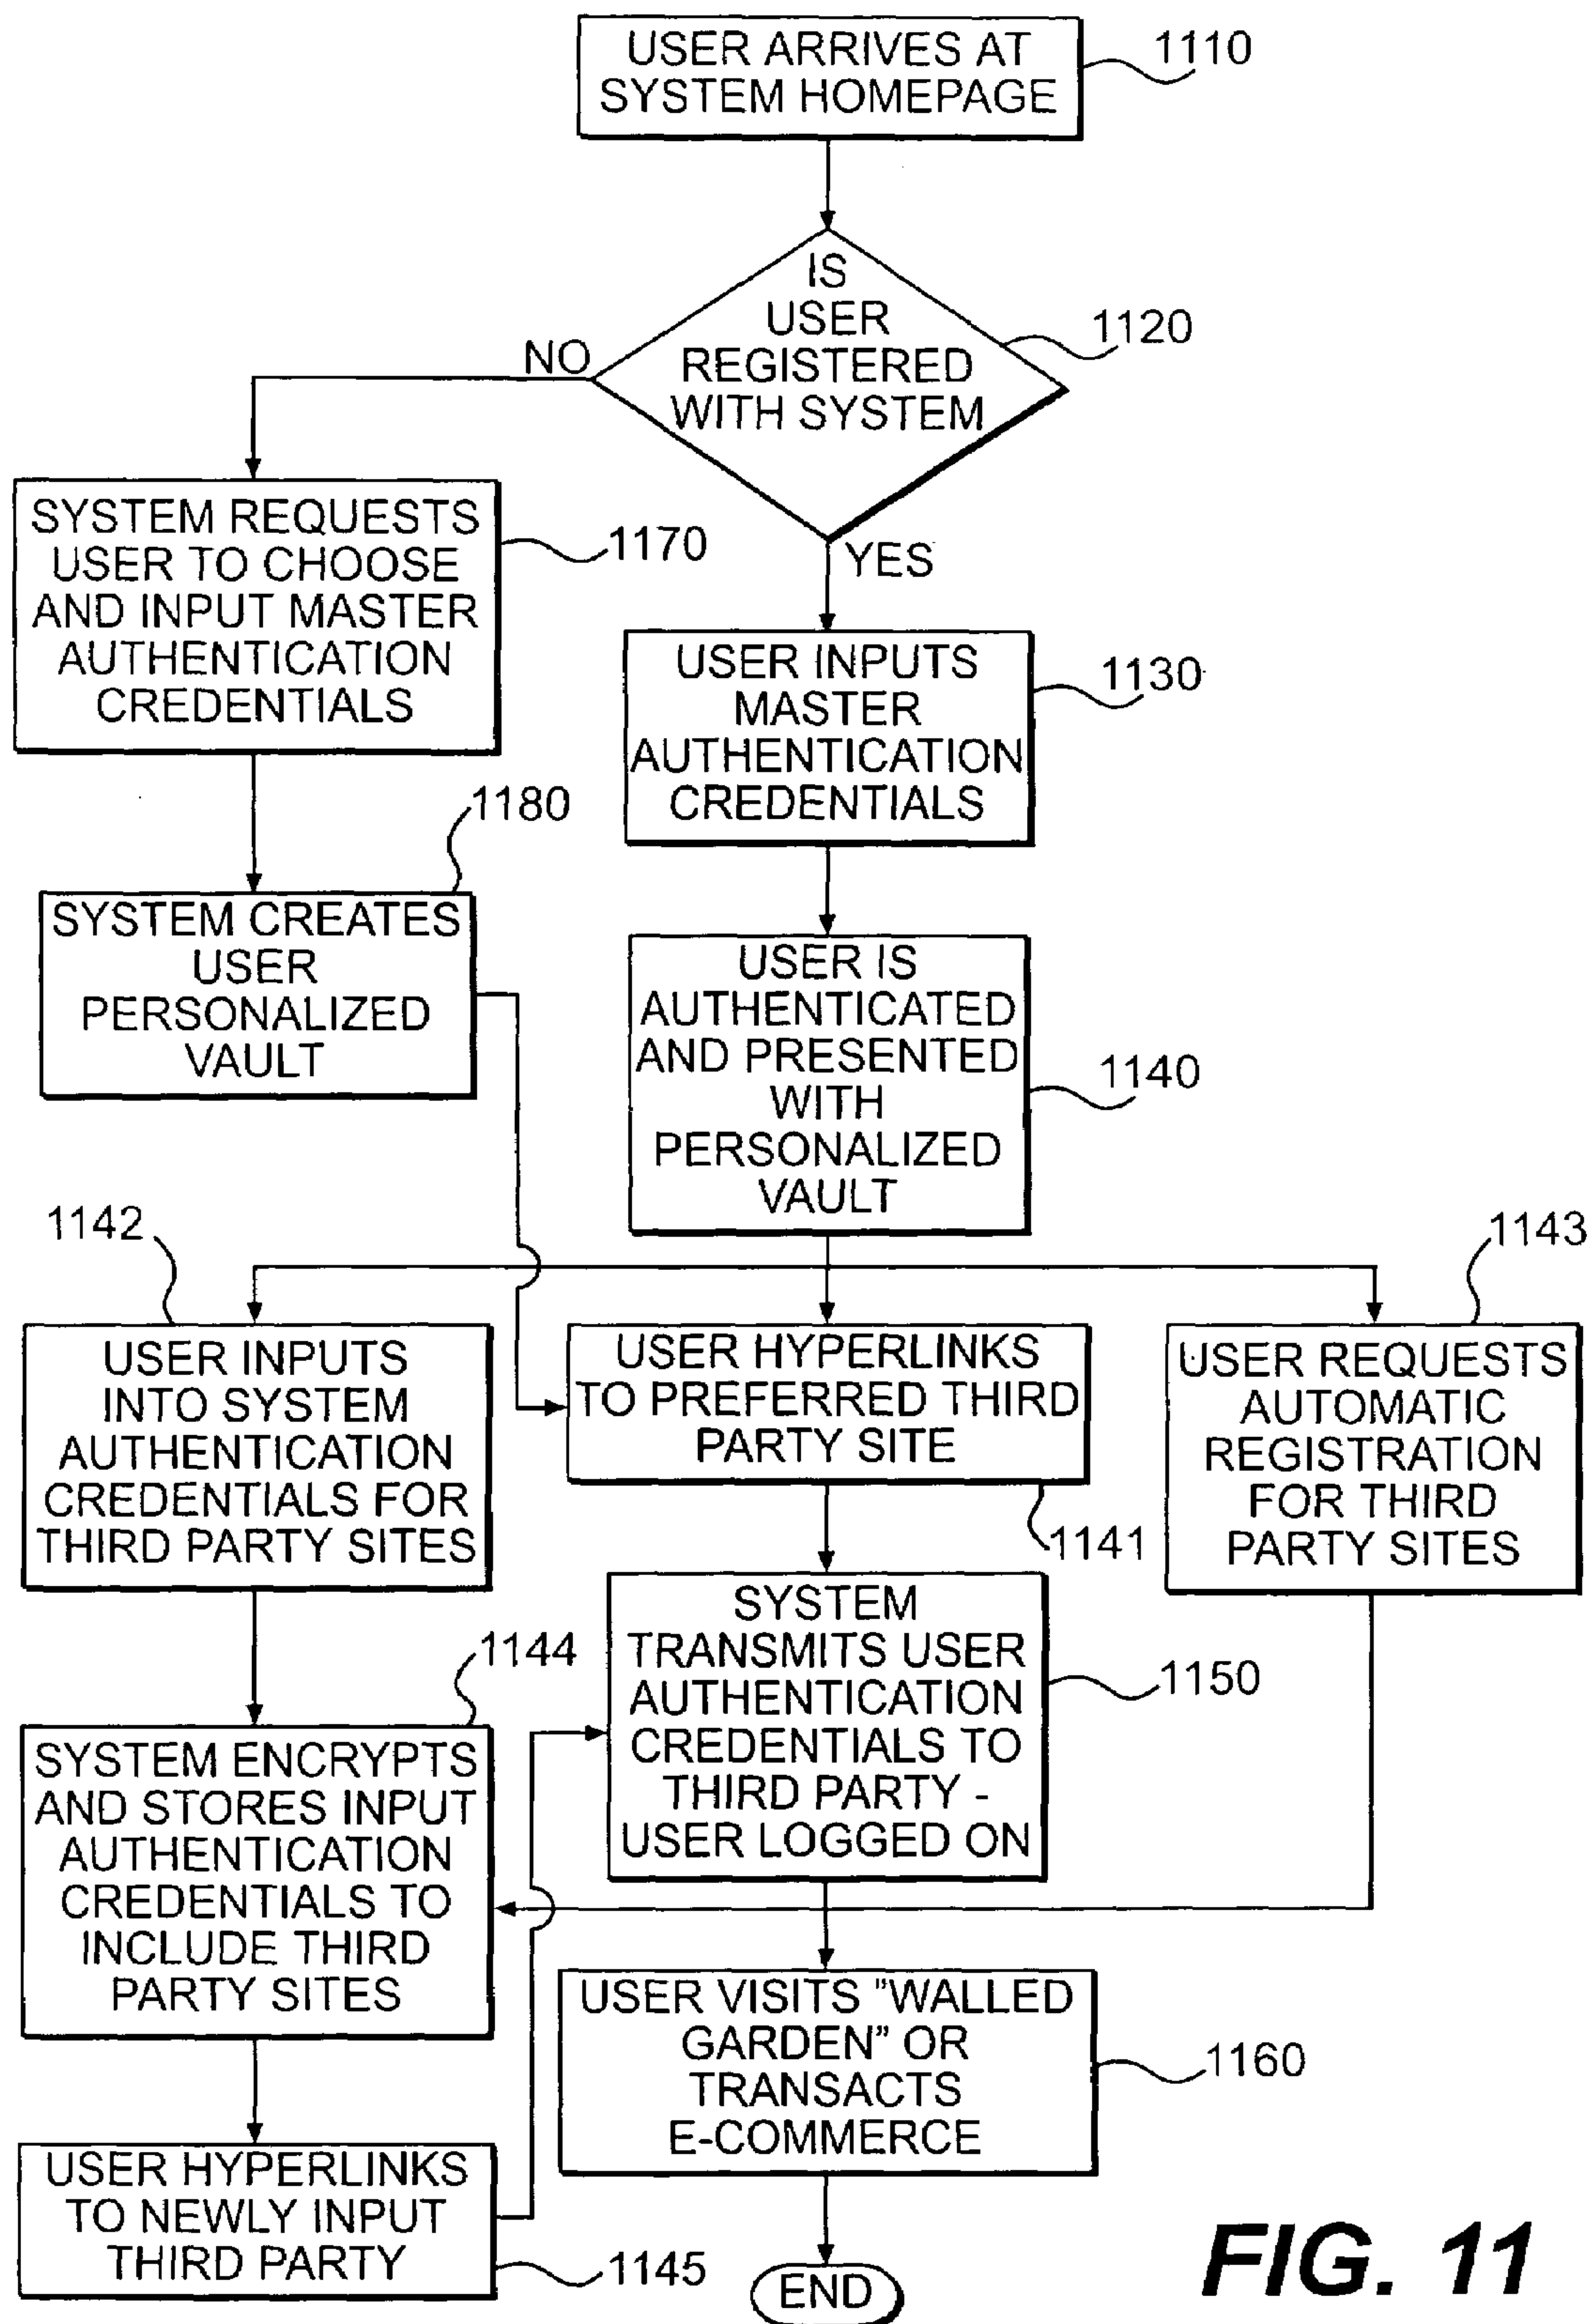 USER ARRIVES AT
SYSTEM HOMEPAGE
1110
IS
USER
REGISTERED
WITH SYSTEM
1120
NO
YES
SYSTEM REQUESTS
USER TO CHOOSE
AND INPUT MASTER
AUTHENTICATION
CREDENTIALS
1170
USER INPUTS
MASTER
AUTHENTICATION
CREDENTIALS
1130
1180
SYSTEM CREATES
USER
PERSONALIZED
VAULT
USER IS
AUTHENTICATED
AND PRESENTED
WITH
PERSONALIZED
VAULT
1140
1142
USER INPUTS
INTO SYSTEM
AUTHENTICATION
CREDENTIALS FOR
THIRD PARTY SITES
USER HYPERLINKS
TO PREFERRED THIRD
PARTY SITE
1141
1143
USER REQUESTS
AUTOMATIC
REGISTRATION
FOR THIRD
PARTY SITES
1144
SYSTEM ENCRYPTS
AND STORES INPUT
AUTHENTICATION
CREDENTIALS TO
INCLUDE THIRD
PARTY SITES
SYSTEM
TRANSMITS USER
AUTHENTICATION
CREDENTIALS TO
THIRD PARTY -
USER LOGGED ON
1150
USER VISITS "WALLED
GARDEN" OR
TRANSACTS
E-COMMERCE
1160
USER HYPERLINKS
TO NEWLY INPUT
THIRD PARTY
1145
END
FIG. 11